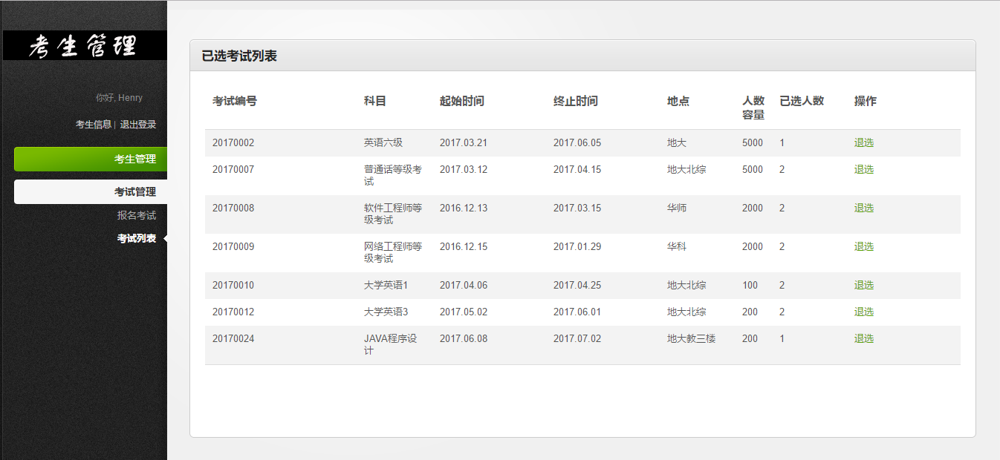 考生管理
你好, Henry
考生信息 | 退出登录
考生管理
考试管理
报名考试
考试列表
已选考试列表
考试编号 科目 起始时间 终止时间 地点 人数 已选人数 操作
容量
20170002 英语六级 2017.03.21 2017.06.05 地大 5000 1 退选
20170007 普通话等级考 2017.03.12 2017.04.15 地大北综 5000 2 退选
试
20170008 软件工程师等 2016.12.13 2017.03.15 华师 2000 2 退选
级考试
20170009 网络工程师等 2016.12.15 2017.01.29 华科 2000 2 退选
级考试
20170010 大学英语1 2017.04.06 2017.04.25 地大北综 100 2 退选
20170012 大学英语3 2017.05.02 2017.06.01 地大北综 200 2 退选
20170024 JAVA程序设 2017.06.08 2017.07.02 地大教三楼 200 1 退选
计